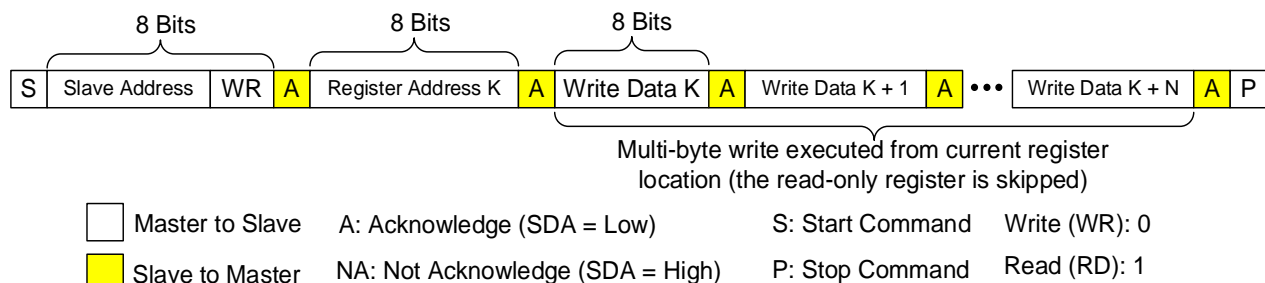 8 Bits 8 Bits 8 Bits
S Slave Address WR A Register Address K A Write Data K A Write Data K + 1 A ••• Write Data K + N A P
Multi-byte write executed from current register
location (the read-only register is skipped)
Master to Slave A: Acknowledge (SDA = Low) S: Start Command Write (WR): 0
Slave to Master NA: Not Acknowledge (SDA = High) P: Stop Command Read (RD): 1